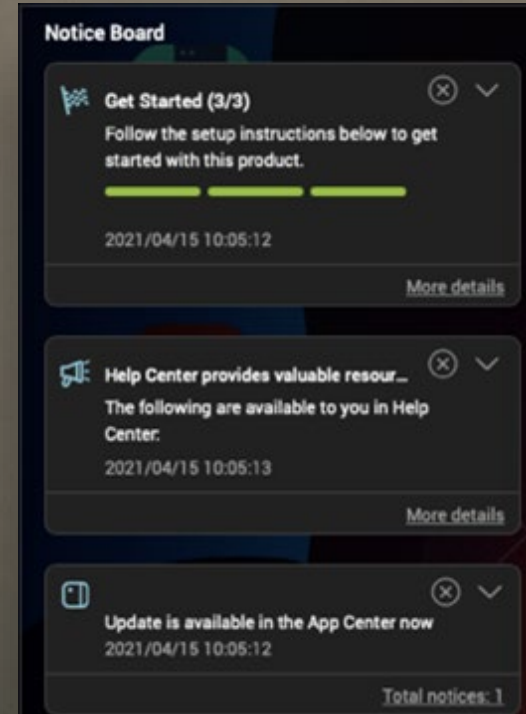 Notice Board
Get Started (3/3)
Follow the setup instructions below to get
started with this product.
2021/04/15 10:05:12
More details
Help Center provides valuable resour...
The following are available to you in Help
Center:
2021/04/15 10:05:13
More details
Update is available in the App Center now
2021/04/15 10:05:12
Total notices: 1